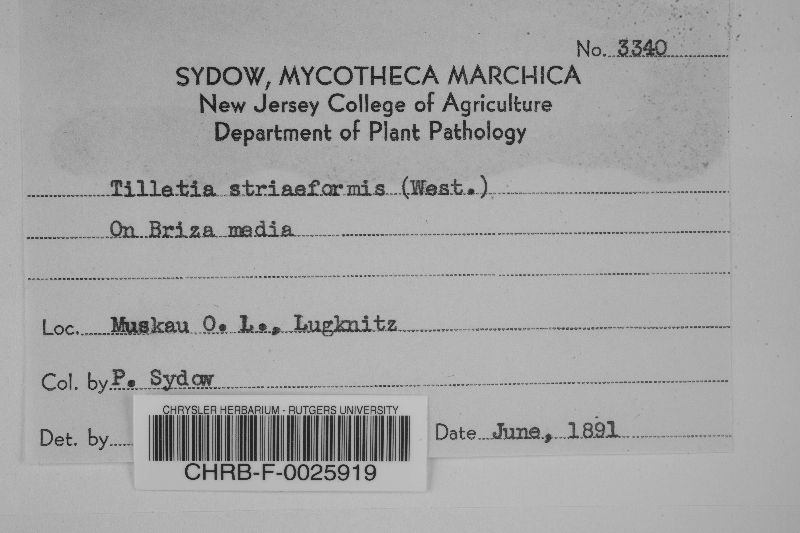 No. 3340
SYDOW, MYCOTHECA MARCHICA
New Jersey College of Agriculture
Department of Plant Pathology
Tilletia striaeformis (West.)
On Briza media
Loc. Muskau O. L., Lugknitz
Col. by P. Sydow
Det. by
Date June, 1891
CHRYSLER HERBARIUM - RUTGERS UNIVERSITY
CHRB-F-0025919